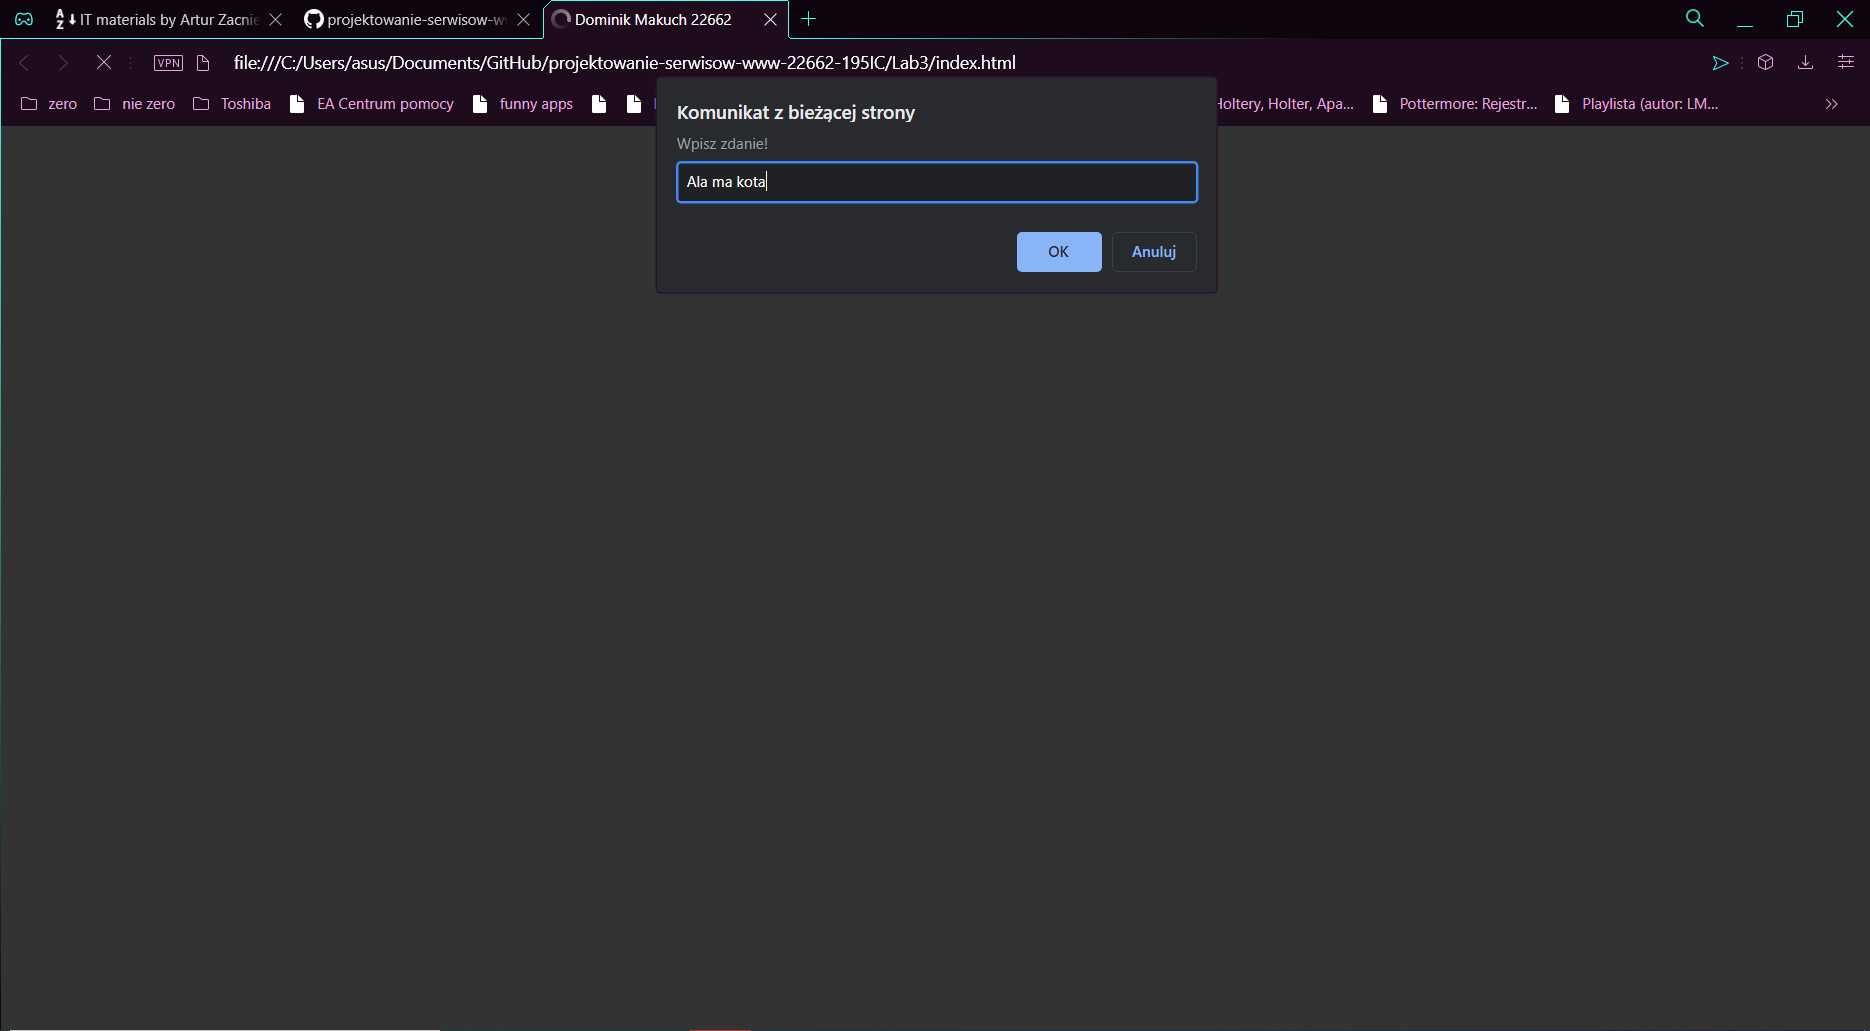 IT materials by Artur Zacnie
projektowanie-serwisow-w
Dominik Makuch 22662
VPN
file:///C:/Users/asus/Documents/GitHub/projektowanie-serwisow-www-22662-195IC/Lab3/index.html
zero
nie zero
Toshiba
EA Centrum pomocy
funny apps
Holtery, Holter, Apa...
Pottermore: Rejestr...
Playlista (autor: LM...
Komunikat z bieżącej strony
Wpisz zdanie!
Ala ma kota
OK
Anuluj